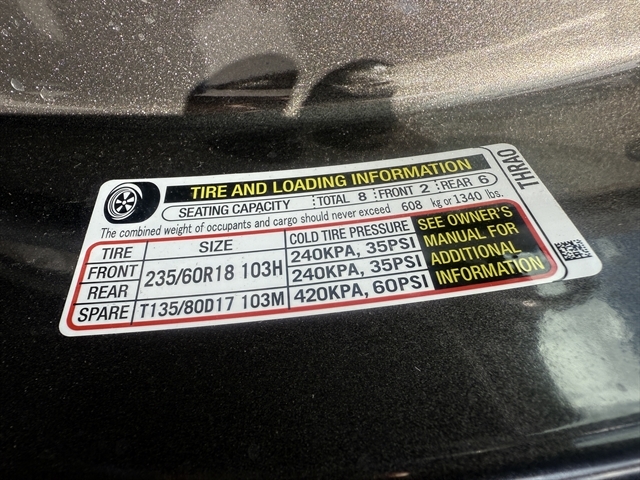 TIRE AND LOADING INFORMATION
SEATING CAPACITY TOTAL 8 FRONT 2 REAR 6
The combined weight of occupants and cargo should never exceed 608 kg or 1340 lbs.
THRAO
TIRE SIZE COLD TIRE PRESSURE
FRONT 235/60R18 103H 240KPA, 35PSI
REAR 240KPA, 35PSI
SPARE T135/80D17 103M 420KPA, 60PSI
SEE OWNER'S
MANUAL FOR
ADDITIONAL
INFORMATION